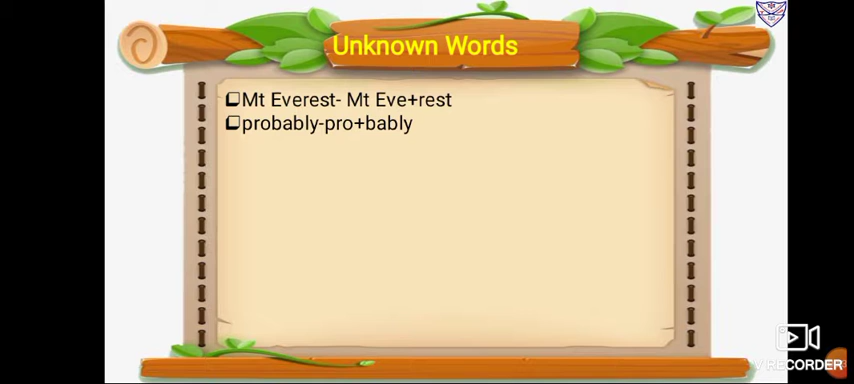 Unknown Words
❑Mt Everest- Mt Eve+rest
❑probably-pro+bably
V RECORDER